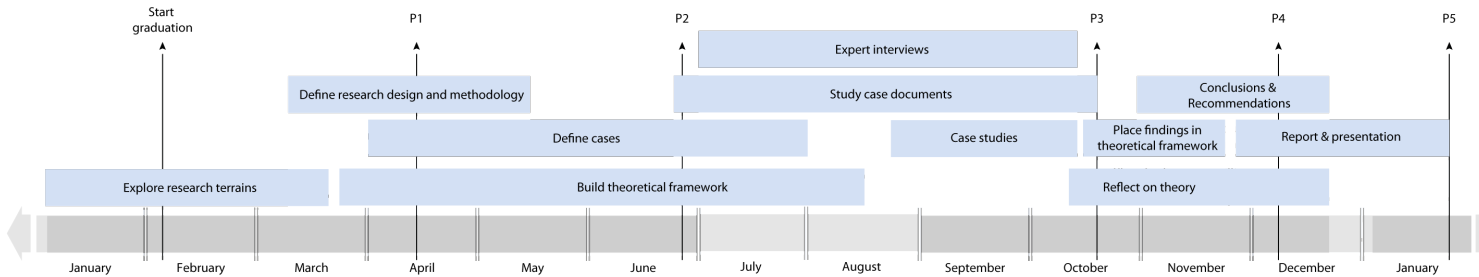 Start
graduation
P1
P2
P3
P4
P5
Expert interviews
Define research design and methodology
Study case documents
Conclusions &
Recommendations
Define cases
Case studies
Place findings in
theoretical framework
Report & presentation
Explore research terrains
Build theoretical framework
Reflect on theory
January
February
March
April
May
June
July
August
September
October
November
December
January